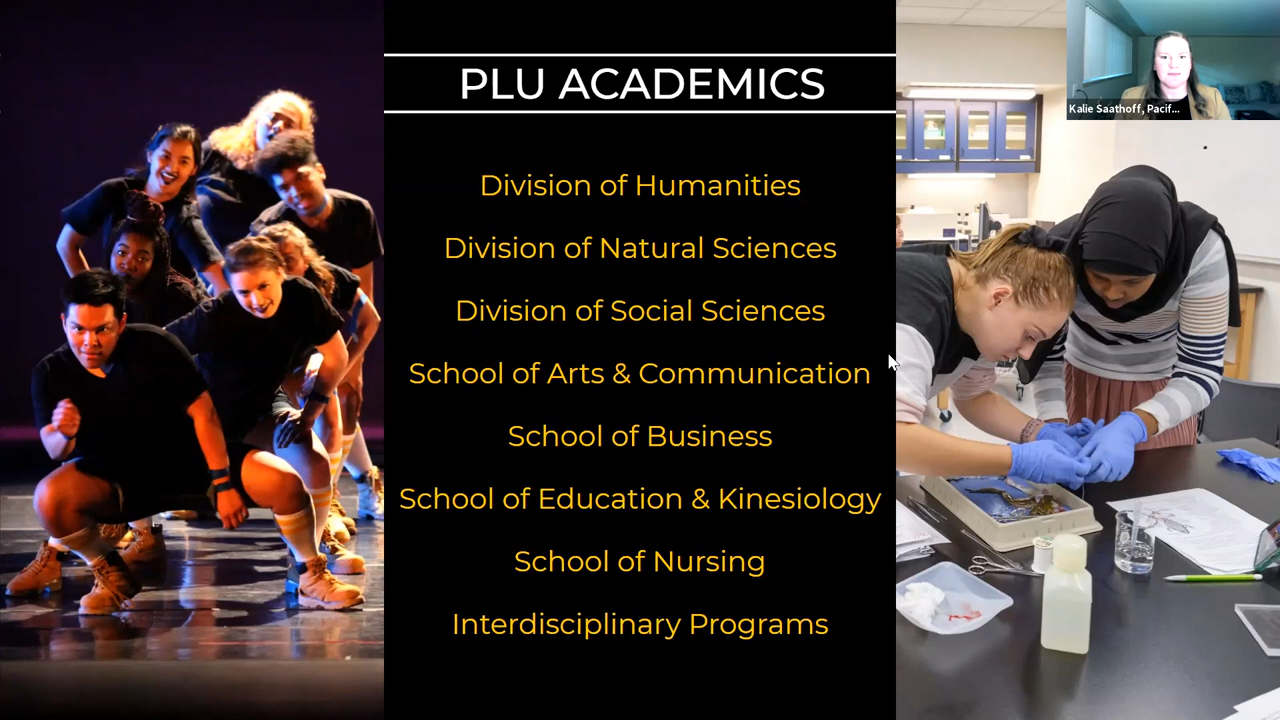 PLU ACADEMICS
Division of Humanities
Division of Natural Sciences
Division of Social Sciences
School of Arts & Communication
School of Business
School of Education & Kinesiology
School of Nursing
Interdisciplinary Programs
Kalie Saathoff, Pacif...